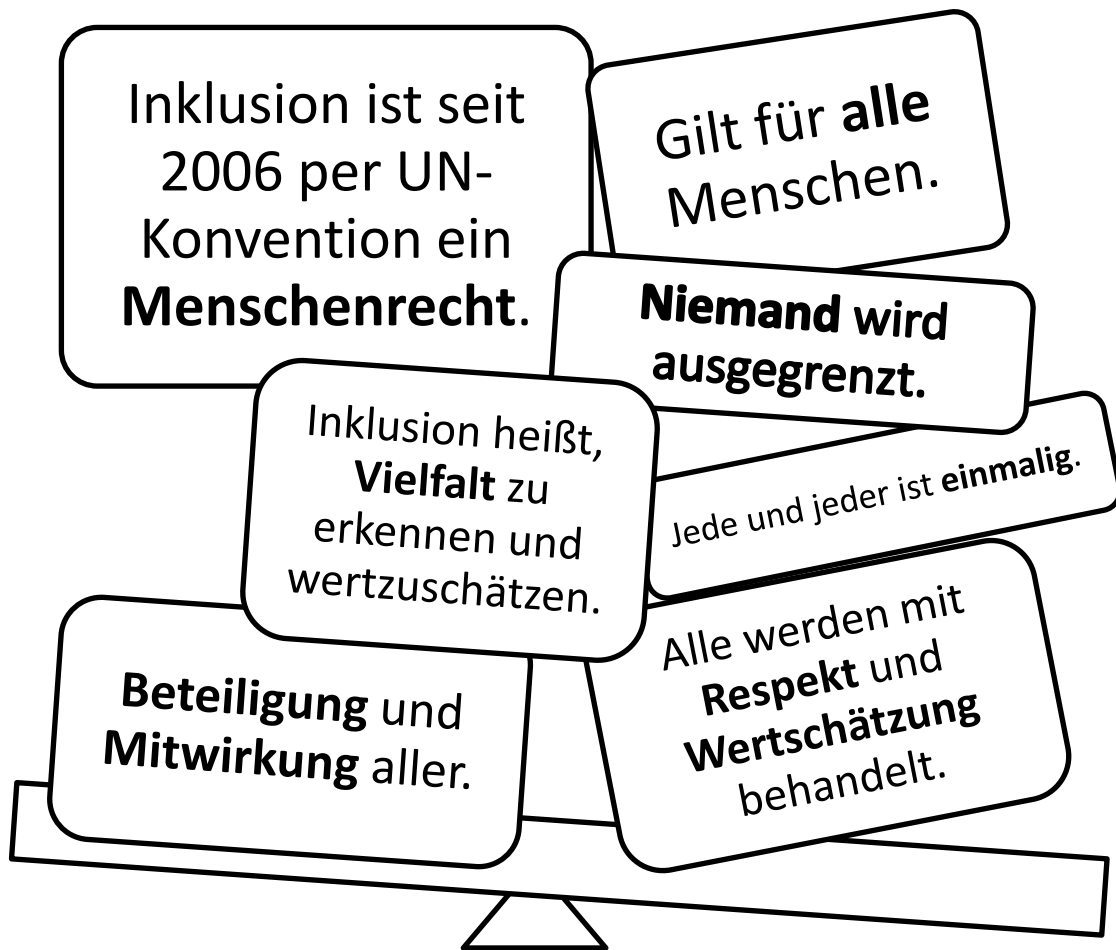 Inklusion ist seit
2006 per UN-
Konvention ein
Menschenrecht.
Gilt für alle
Menschen.
Niemand wird
ausgegrenzt.
Inklusion heißt,
Vielfalt zu
erkennen und
wertzuschätzen.
Jede und jeder ist einmalig.
Beteiligung und
Mitwirkung aller.
Alle werden mit
Respekt und
Wertschätzung
behandelt.